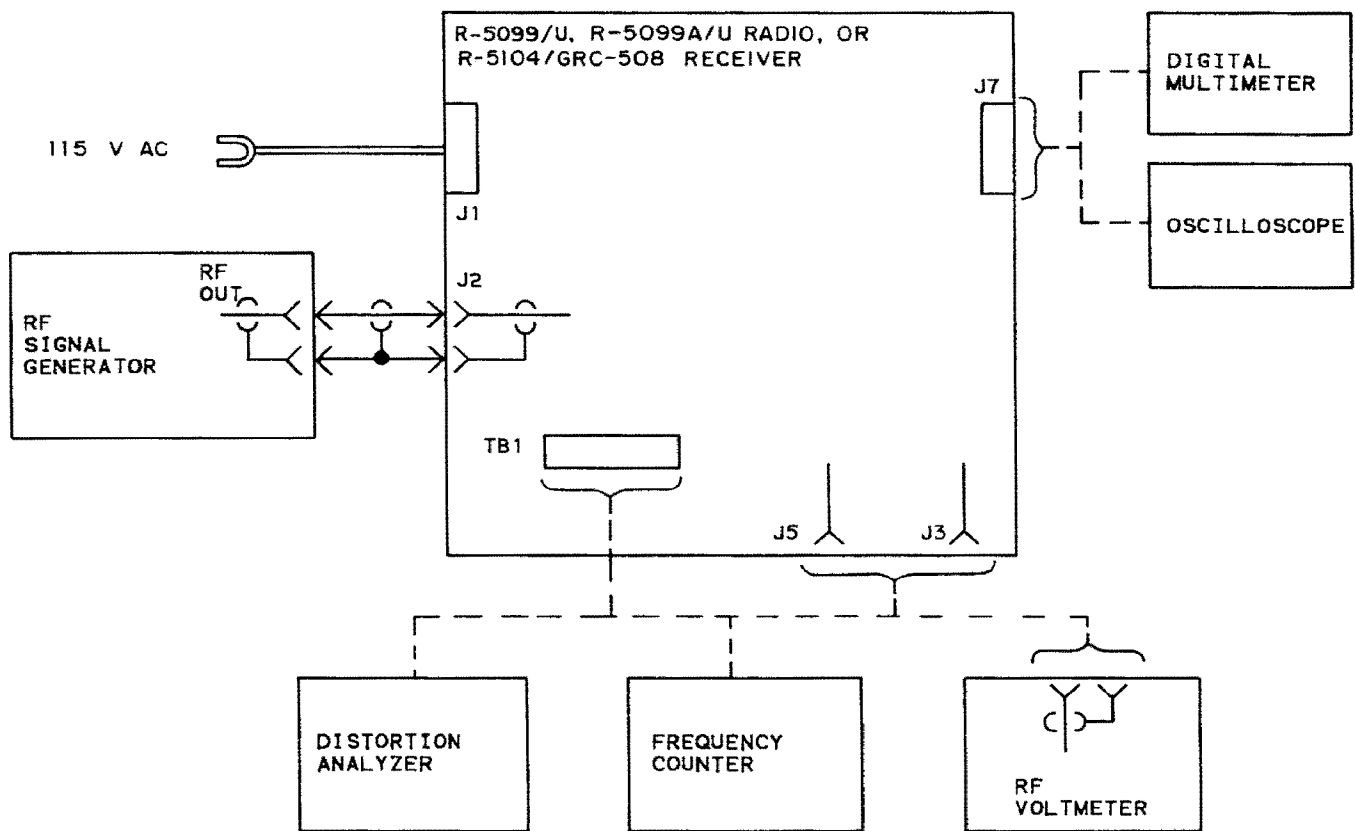 R-5099/U, R-5099A/U RADIO, OR
R-5104/GRC-508 RECEIVER
J7
DIGITAL
MULTIMETER
115 V AC
J1
OSCILLOSCOPE
RF
OUT
J2
RF
SIGNAL
GENERATOR
TB1
J5
J3
DISTORTION
ANALYZER
FREQUENCY
COUNTER
RF
VOLTMETER